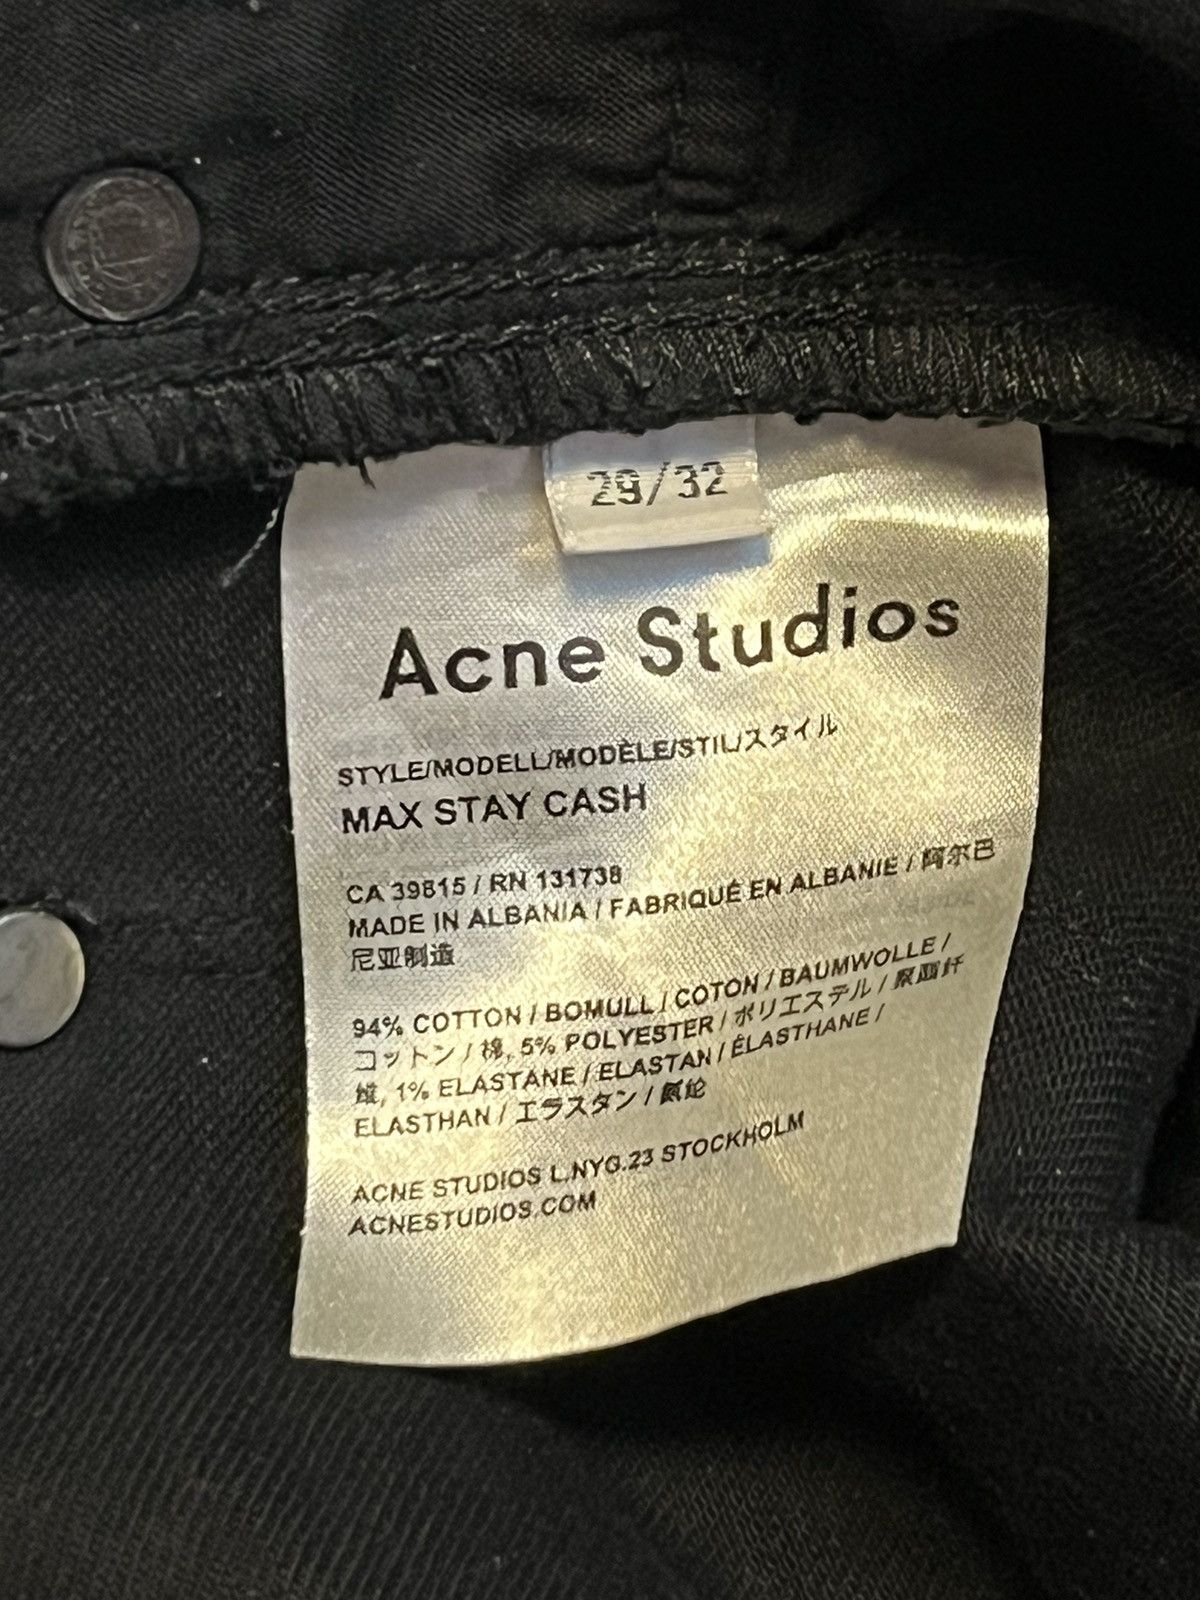 29/32
Acne Studios
STYLE/MODELL/MODÈLE/STIL/スタイル
MAX STAY CASH
CA 39815 / RN 131738
MADE IN ALBANIA / FABRIQUÉ EN ALBANIE / 阿尔巴
尼亚制造
94% COTTON / BOMULL / COTON / BAUMWOLLE /
コットン / 棉, 5% POLYESTER / ポリエステル / 聚酯纤
维, 1% ELASTANE / ELASTAN / ÉLASTHANE /
ELASTHAN / エラスタン / 氨纶
ACNE STUDIOS L.NYG.23 STOCKHOLM
ACNESTUDIOS.COM